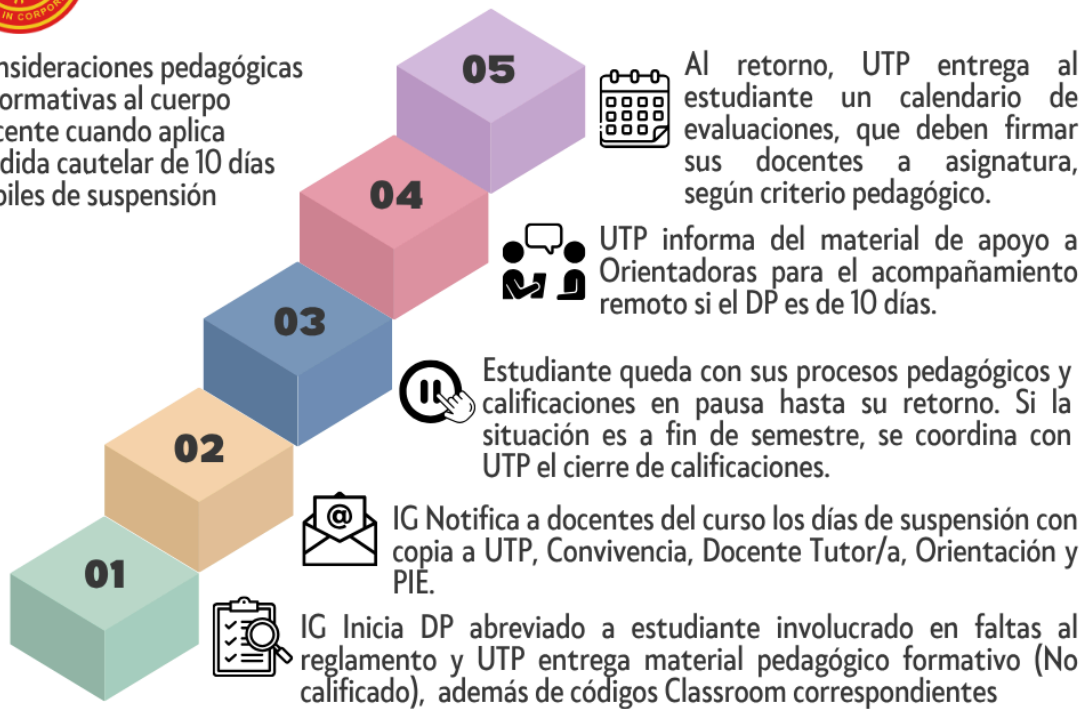 IN CORPOR
nsideraciones pedagógicas
ormativas al cuerpo
cente cuando aplica
dida cautelar de 10 días
biles de suspensión
05
Al retorno, UTP entrega al
estudiante un calendario de
evaluaciones, que deben firmar
sus docentes a asignatura,
según criterio pedagógico.
04
UTP informa del material de apoyo a
Orientadoras para el acompañamiento
remoto si el DP es de 10 días.
03
Estudiante queda con sus procesos pedagógicos y
calificaciones en pausa hasta su retorno. Si la
situación es a fin de semestre, se coordina con
UTP el cierre de calificaciones.
02
@
IG Notifica a docentes del curso los días de suspensión con
copia a UTP, Convivencia, Docente Tutor/a, Orientación y
PIE.
01
IG Inicia DP abreviado a estudiante involucrado en faltas al
reglamento y UTP entrega material pedagógico formativo (No
calificado), además de códigos Classroom correspondientes